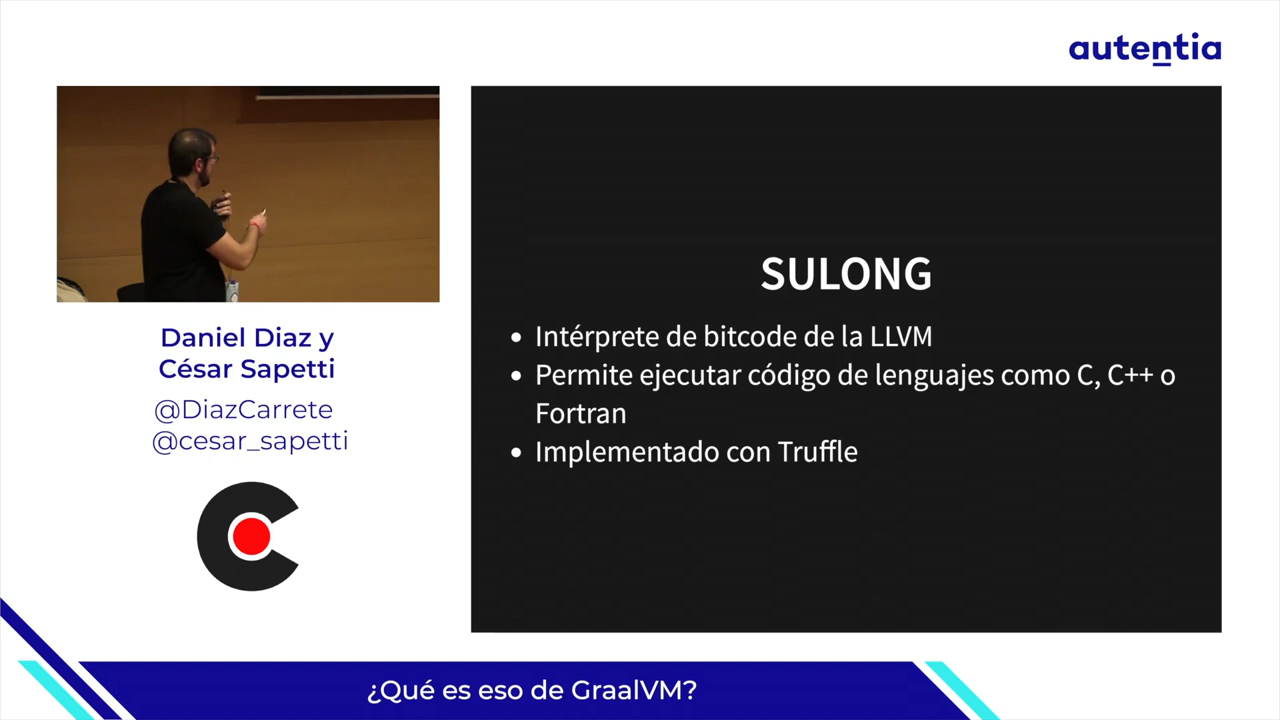 autentia
Daniel Diaz y
César Sapetti
@DiazCarrete
@cesar_sapetti
SULONG
• Intérprete de bitcode de la LLVM
• Permite ejecutar código de lenguajes como C, C++ o
Fortran
• Implementado con Truffle
¿Qué es eso de GraalVM?